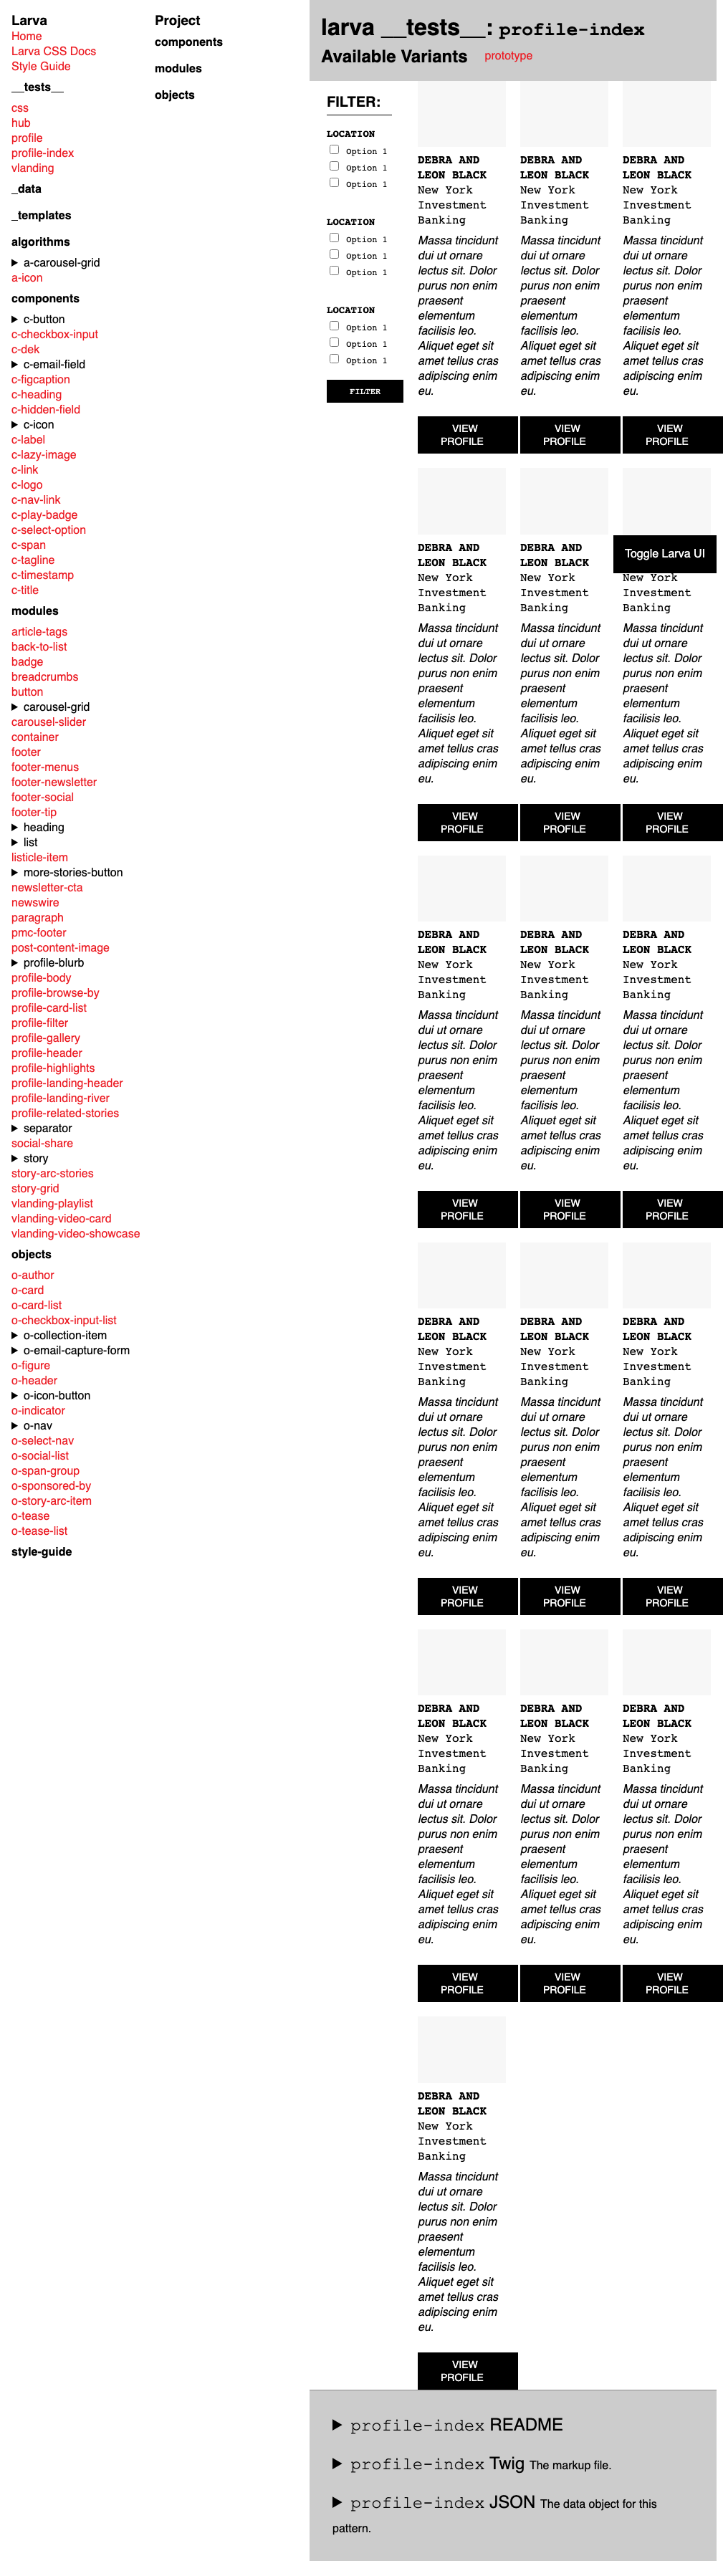 Larva
Home
Larva CSS Docs
Style Guide
__tests__
css
hub
profile
profile-index
vlanding
_data
_templates
algorithms
▶ a-carousel-grid
a-icon
components
▶ c-button
c-checkbox-input
c-dek
▶ c-email-field
c-figcaption
c-heading
c-hidden-field
▶ c-icon
c-label
c-lazy-image
c-link
c-logo
c-nav-link
c-play-badge
c-select-option
c-span
c-tagline
c-timestamp
c-title
modules
article-tags
back-to-list
badge
breadcrumbs
button
▶ carousel-grid
carousel-slider
container
footer
footer-menus
footer-newsletter
footer-social
footer-tip
▶ heading
▶ list
listicle-item
▶ more-stories-button
newsletter-cta
newswire
paragraph
pmc-footer
post-content-image
▶ profile-blurb
profile-body
profile-browse-by
profile-card-list
profile-filter
profile-gallery
profile-header
profile-highlights
profile-landing-header
profile-landing-river
profile-related-stories
▶ separator
social-share
▶ story
story-arc-stories
story-grid
vlanding-playlist
vlanding-video-card
vlanding-video-showcase
objects
o-author
o-card
o-card-list
o-checkbox-input-list
▶ o-collection-item
▶ o-email-capture-form
o-figure
o-header
▶ o-icon-button
o-indicator
▶ o-nav
o-select-nav
o-social-list
o-span-group
o-sponsored-by
o-story-arc-item
o-tease
o-tease-list
style-guide
Project
components
modules
objects
larva __tests__: profile-index
Available Variants prototype
FILTER:
LOCATION
Option 1
Option 1
Option 1
LOCATION
Option 1
Option 1
Option 1
LOCATION
Option 1
Option 1
Option 1
FILTER
DEBRA AND
LEON BLACK
New York
Investment
Banking
Massa tincidunt
dui ut ornare
lectus sit. Dolor
purus non enim
praesent
elementum
facilisis leo.
Aliquet eget sit
amet tellus cras
adipiscing enim
eu.
VIEW
PROFILE
DEBRA AND
LEON BLACK
New York
Investment
Banking
Massa tincidunt
dui ut ornare
lectus sit. Dolor
purus non enim
praesent
elementum
facilisis leo.
Aliquet eget sit
amet tellus cras
adipiscing enim
eu.
VIEW
PROFILE
DEBRA AND
LEON BLACK
New York
Investment
Banking
Massa tincidunt
dui ut ornare
lectus sit. Dolor
purus non enim
praesent
elementum
facilisis leo.
Aliquet eget sit
amet tellus cras
adipiscing enim
eu.
VIEW
PROFILE
DEBRA AND
LEON BLACK
New York
Investment
Banking
Massa tincidunt
dui ut ornare
lectus sit. Dolor
purus non enim
praesent
elementum
facilisis leo.
Aliquet eget sit
amet tellus cras
adipiscing enim
eu.
VIEW
PROFILE
DEBRA AND
LEON BLACK
New York
Investment
Banking
Massa tincidunt
dui ut ornare
lectus sit. Dolor
purus non enim
praesent
elementum
facilisis leo.
Aliquet eget sit
amet tellus cras
adipiscing enim
eu.
VIEW
PROFILE
Toggle Larva UI
New York
Investment
Banking
Massa tincidunt
dui ut ornare
lectus sit. Dolor
purus non enim
praesent
elementum
facilisis leo.
Aliquet eget sit
amet tellus cras
adipiscing enim
eu.
VIEW
PROFILE
DEBRA AND
LEON BLACK
New York
Investment
Banking
Massa tincidunt
dui ut ornare
lectus sit. Dolor
purus non enim
praesent
elementum
facilisis leo.
Aliquet eget sit
amet tellus cras
adipiscing enim
eu.
VIEW
PROFILE
DEBRA AND
LEON BLACK
New York
Investment
Banking
Massa tincidunt
dui ut ornare
lectus sit. Dolor
purus non enim
praesent
elementum
facilisis leo.
Aliquet eget sit
amet tellus cras
adipiscing enim
eu.
VIEW
PROFILE
DEBRA AND
LEON BLACK
New York
Investment
Banking
Massa tincidunt
dui ut ornare
lectus sit. Dolor
purus non enim
praesent
elementum
facilisis leo.
Aliquet eget sit
amet tellus cras
adipiscing enim
eu.
VIEW
PROFILE
DEBRA AND
LEON BLACK
New York
Investment
Banking
Massa tincidunt
dui ut ornare
lectus sit. Dolor
purus non enim
praesent
elementum
facilisis leo.
Aliquet eget sit
amet tellus cras
adipiscing enim
eu.
VIEW
PROFILE
DEBRA AND
LEON BLACK
New York
Investment
Banking
Massa tincidunt
dui ut ornare
lectus sit. Dolor
purus non enim
praesent
elementum
facilisis leo.
Aliquet eget sit
amet tellus cras
adipiscing enim
eu.
VIEW
PROFILE
DEBRA AND
LEON BLACK
New York
Investment
Banking
Massa tincidunt
dui ut ornare
lectus sit. Dolor
purus non enim
praesent
elementum
facilisis leo.
Aliquet eget sit
amet tellus cras
adipiscing enim
eu.
VIEW
PROFILE
DEBRA AND
LEON BLACK
New York
Investment
Banking
Massa tincidunt
dui ut ornare
lectus sit. Dolor
purus non enim
praesent
elementum
facilisis leo.
Aliquet eget sit
amet tellus cras
adipiscing enim
eu.
VIEW
PROFILE
DEBRA AND
LEON BLACK
New York
Investment
Banking
Massa tincidunt
dui ut ornare
lectus sit. Dolor
purus non enim
praesent
elementum
facilisis leo.
Aliquet eget sit
amet tellus cras
adipiscing enim
eu.
VIEW
PROFILE
DEBRA AND
LEON BLACK
New York
Investment
Banking
Massa tincidunt
dui ut ornare
lectus sit. Dolor
purus non enim
praesent
elementum
facilisis leo.
Aliquet eget sit
amet tellus cras
adipiscing enim
eu.
VIEW
PROFILE
DEBRA AND
LEON BLACK
New York
Investment
Banking
Massa tincidunt
dui ut ornare
lectus sit. Dolor
purus non enim
praesent
elementum
facilisis leo.
Aliquet eget sit
amet tellus cras
adipiscing enim
eu.
VIEW
PROFILE
▶ profile-index README
▶ profile-index Twig The markup file.
▶ profile-index JSON The data object for this
pattern.